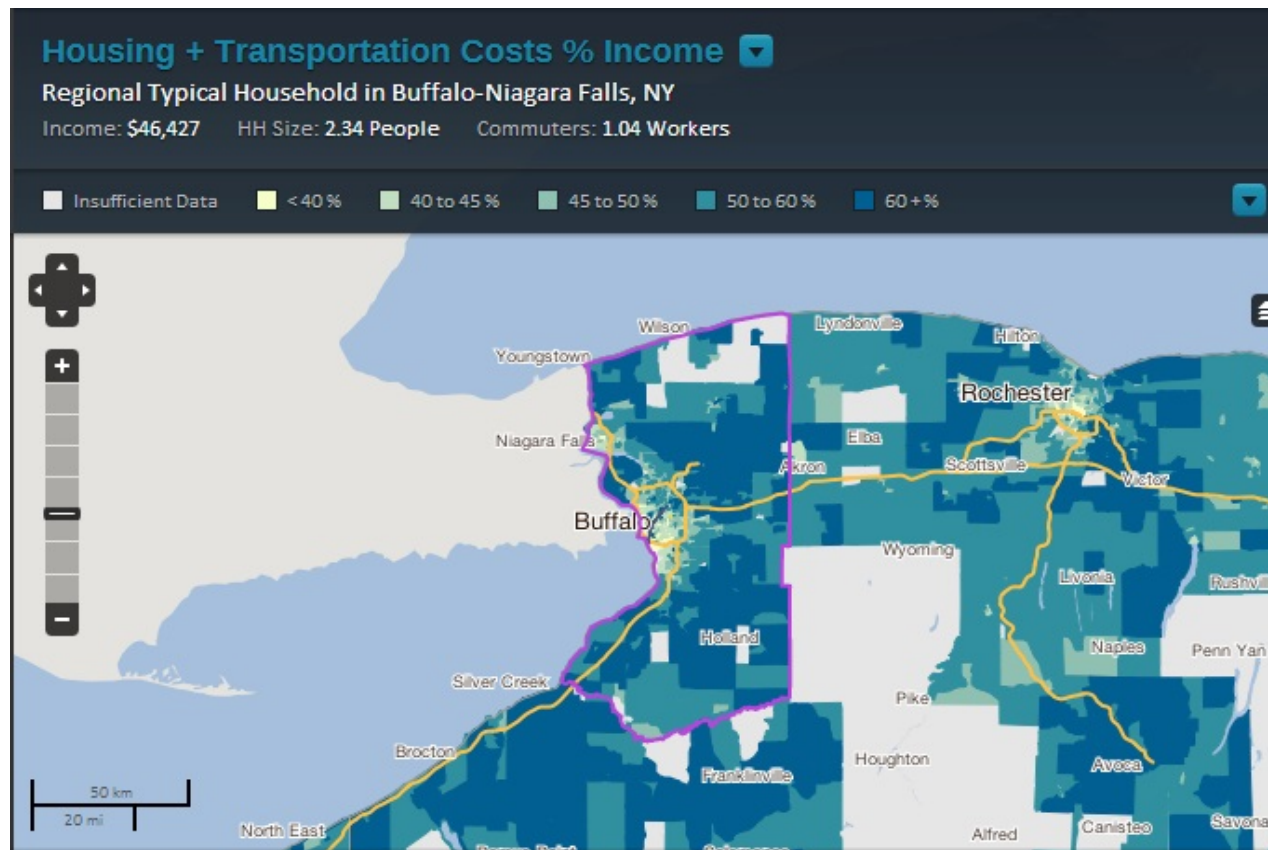 Housing + Transportation Costs % Income
Regional Typical Household in Buffalo-Niagara Falls, NY
Income: $46,427 HH Size: 2.34 People Commuters: 1.04 Workers
Insufficient Data < 40 % 40 to 45 % 45 to 50 % 50 to 60 % 60 + %
Wilson
Lyndonville
Hilton
Youngstown
Rochester
Niagara Falls
Elba
Akron
Scottsville
Victor
Buffalo
Wyoming
Livonia
Rushvil
Holland
Naples
Penn Yan
Silver Creek
Pike
Brocton
Houghton
Avoca
Franklinville
50 km
20 mi
North East
Alfred
Canisteo
Savona